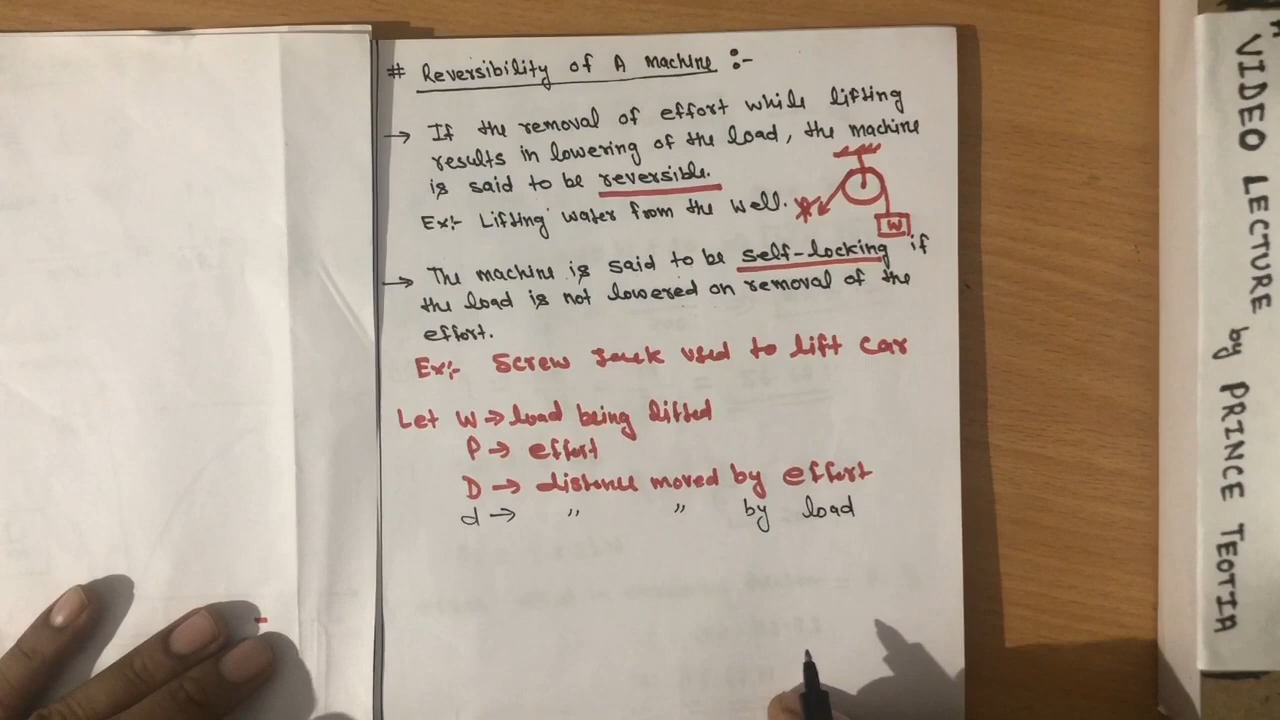 # Reversibility of A machine :-
→ If the removal of effort while lifting
results in lowering of the load, the machine
is said to be reversible.
Ex:- Lifting water from the well.
W
→ The machine is said to be self-locking if
the load is not lowered on removal of the
effort.
Ex:- Screw Jack used to lift car
Let W → load being lifted
P → effort
D → distance moved by effort
d → " " by load
VIDEO LECTURE by PRINCE TEOTIA